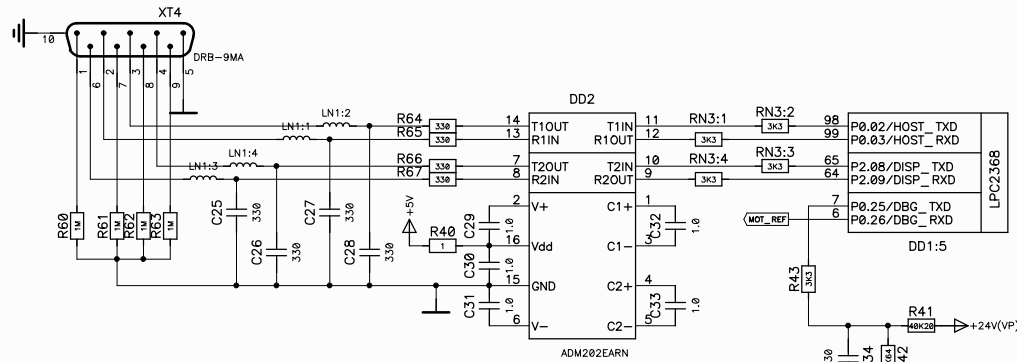 XT4
10
DRB-9MA
1 6 2 7 3 8 4 9 5
LN1:2
LN1:1
LN1:4
LN1:3
R64 330
R65 330
R66 330
R67 330
R60 1M
R61 1M
R62 1M
R63 1M
C25 330
C26 330
C27 330
C28 330
+5V
R40 1
C29 1.0
C30 1.0
C31 1.0
DD2
14 T1OUT T1IN 11
13 R1IN R1OUT 12
7 T2OUT T2IN 10
8 R2IN R2OUT 9
2 V+ C1+ 1
16 Vdd C1- 3
15 GND C2+ 4
6 V- C2- 5
ADM202EARN
C32 1.0
C33 1.0
RN3:1 3K3
RN3:2 3K3
RN3:4 3K3
RN3:3 3K3
98 P0.02/HOST_TXD
99 P0.03/HOST_RXD
65 P2.08/DISP_TXD
64 P2.09/DISP_RXD
7 P0.25/DBG_TXD
6 P0.26/DBG_RXD
LPC2368
DD1:5
MOT_REF
R43 3K3
R41
40K20
+24V(VP)
30
34
42